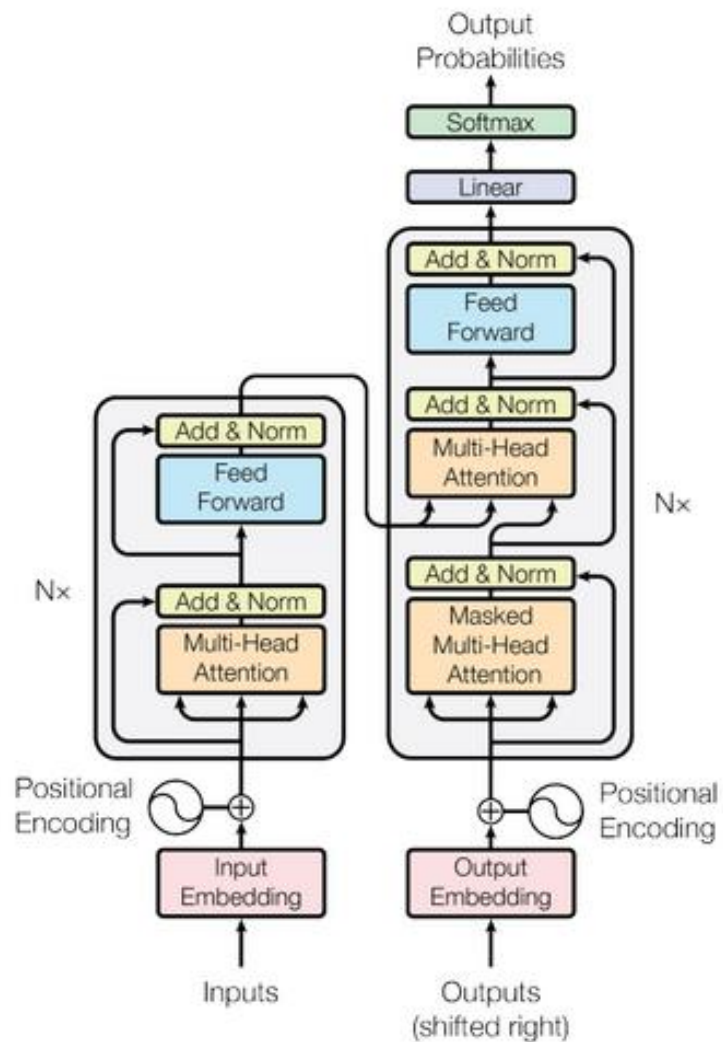 Output
Probabilities
Softmax
Linear
Add & Norm
Feed
Forward
Add & Norm
Multi-Head
Attention
Add & Norm
Masked
Multi-Head
Attention
Nx
Add & Norm
Feed
Forward
Add & Norm
Multi-Head
Attention
Nx
Positional
Encoding
Positional
Encoding
Input
Embedding
Output
Embedding
Inputs
Outputs
(shifted right)